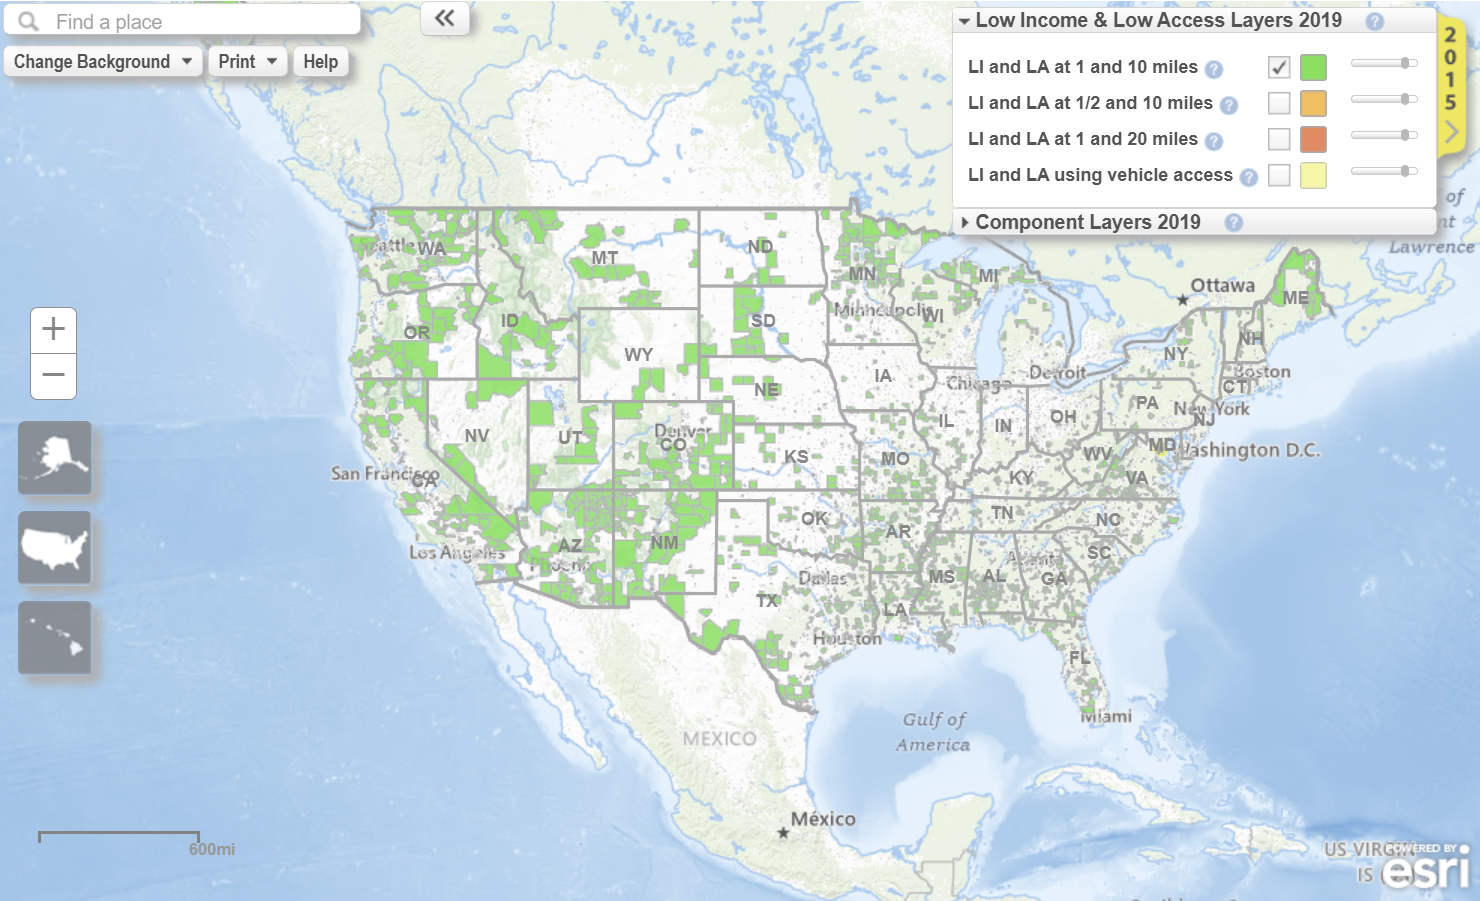 Find a place
Change Background
Print
Help
Low Income & Low Access Layers 2019
LI and LA at 1 and 10 miles
LI and LA at 1/2 and 10 miles
LI and LA at 1 and 20 miles
LI and LA using vehicle access
Component Layers 2019
2015
of
Lawrence
Ottawa
Seattle
WA
MT
ND
MN
MI
ME
OR
ID
WY
SD
Minneapolis
WI
NY
NH
IA
Chicago
Detroit
Boston
CT
NE
PA
New York
NJ
NV
UT
Denver
CO
IL
IN
OH
KS
MO
WV
MD
Washington D.C.
VA
KY
San Francisco
CA
Los Angeles
AZ
Phoenix
NM
OK
AR
TN
NC
SC
Atlanta
Dallas
MS
AL
GA
TX
LA
Houston
FL
Miami
Gulf of
America
MEXICO
México
600mi
US VIRGIN
IS
POWERED BY
esri